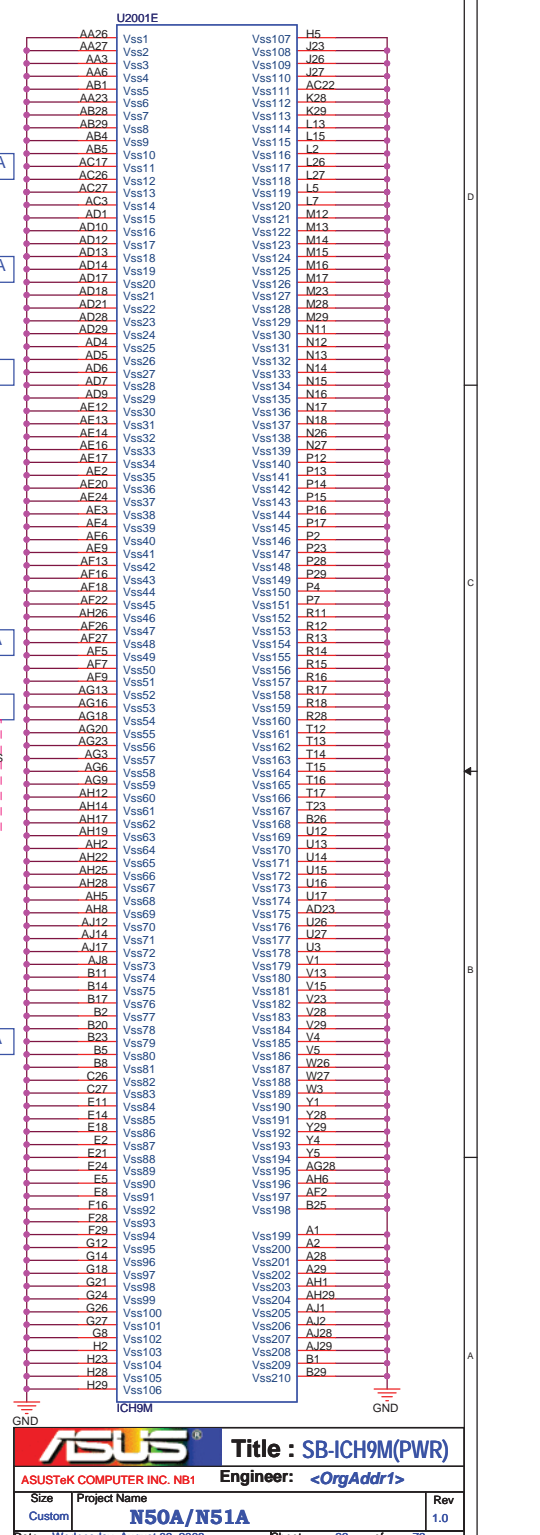 U2001E
AA26 Vss1 Vss107 H5
AA27 Vss2 Vss108 J23
AA3 Vss3 Vss109 J26
AA6 Vss4 Vss110 J27
AB1 Vss5 Vss111 AC22
AA23 Vss6 Vss112 K28
AB28 Vss7 Vss113 K29
AB29 Vss8 Vss114 L13
AB4 Vss9 Vss115 L15
AB5 Vss10 Vss116 L2
AC17 Vss11 Vss117 L26
AC26 Vss12 Vss118 L27
AC27 Vss13 Vss119 L5
AC3 Vss14 Vss120 L7
AD1 Vss15 Vss121 M12
AD10 Vss16 Vss122 M13
AD12 Vss17 Vss123 M14
AD13 Vss18 Vss124 M15
AD14 Vss19 Vss125 M16
AD17 Vss20 Vss126 M17
AD18 Vss21 Vss127 M23
AD21 Vss22 Vss128 M28
AD28 Vss23 Vss129 M29
AD29 Vss24 Vss130 N11
AD4 Vss25 Vss131 N12
AD5 Vss26 Vss132 N13
AD6 Vss27 Vss133 N14
AD7 Vss28 Vss134 N15
AD9 Vss29 Vss135 N16
AE12 Vss30 Vss136 N17
AE13 Vss31 Vss137 N18
AE14 Vss32 Vss138 N26
AE16 Vss33 Vss139 N27
AE17 Vss34 Vss140 P12
AE2 Vss35 Vss141 P13
AE20 Vss36 Vss142 P14
AE24 Vss37 Vss143 P15
AE3 Vss38 Vss144 P16
AE4 Vss39 Vss145 P17
AE6 Vss40 Vss146 P2
AE9 Vss41 Vss147 P23
AF13 Vss42 Vss148 P28
AF16 Vss43 Vss149 P29
AF18 Vss44 Vss150 P4
AF22 Vss45 Vss151 P7
AH26 Vss46 Vss152 R11
AF26 Vss47 Vss153 R12
AF27 Vss48 Vss154 R13
AF5 Vss49 Vss155 R14
AF7 Vss50 Vss156 R15
AF9 Vss51 Vss157 R16
AG13 Vss52 Vss158 R17
AG16 Vss53 Vss159 R18
AG18 Vss54 Vss160 R28
AG20 Vss55 Vss161 T12
AG23 Vss56 Vss162 T13
AG3 Vss57 Vss163 T14
AG6 Vss58 Vss164 T15
AG9 Vss59 Vss165 T16
AH12 Vss60 Vss166 T17
AH14 Vss61 Vss167 T23
AH17 Vss62 Vss168 B26
AH19 Vss63 Vss169 U12
AH2 Vss64 Vss170 U13
AH22 Vss65 Vss171 U14
AH25 Vss66 Vss172 U15
AH28 Vss67 Vss173 U16
AH5 Vss68 Vss174 U17
AH8 Vss69 Vss175 AD23
AJ12 Vss70 Vss176 U26
AJ14 Vss71 Vss177 U27
AJ17 Vss72 Vss178 U3
AJ8 Vss73 Vss179 V1
B11 Vss74 Vss180 V13
B14 Vss75 Vss181 V15
B17 Vss76 Vss182 V23
B2 Vss77 Vss183 V28
B20 Vss78 Vss184 V29
B23 Vss79 Vss185 V4
B5 Vss80 Vss186 V5
B8 Vss81 Vss187 W26
C26 Vss82 Vss188 W27
C27 Vss83 Vss189 W3
E11 Vss84 Vss190 Y1
E14 Vss85 Vss191 Y28
E18 Vss86 Vss192 Y29
E2 Vss87 Vss193 Y4
E21 Vss88 Vss194 Y5
E24 Vss89 Vss195 AG28
E5 Vss90 Vss196 AH6
E8 Vss91 Vss197 AF2
F16 Vss92 Vss198 B25
F28 Vss93
F29 Vss94 Vss199 A1
G12 Vss95 Vss200 A2
G14 Vss96 Vss201 A28
G18 Vss97 Vss202 A29
G21 Vss98 Vss203 AH1
G24 Vss99 Vss204 AH29
G26 Vss100 Vss205 AJ1
G27 Vss101 Vss206 AJ2
G8 Vss102 Vss207 AJ28
H2 Vss103 Vss208 AJ29
H23 Vss104 Vss209 B1
H28 Vss105 Vss210 B29
H29 Vss106
ICH9M
GND
GND
D
C
B
A
ASUS®
Title : SB-ICH9M(PWR)
ASUSTeK COMPUTER INC. NB1
Engineer: <OrgAddr1>
Size Project Name Rev
Custom N50A/N51A 1.0